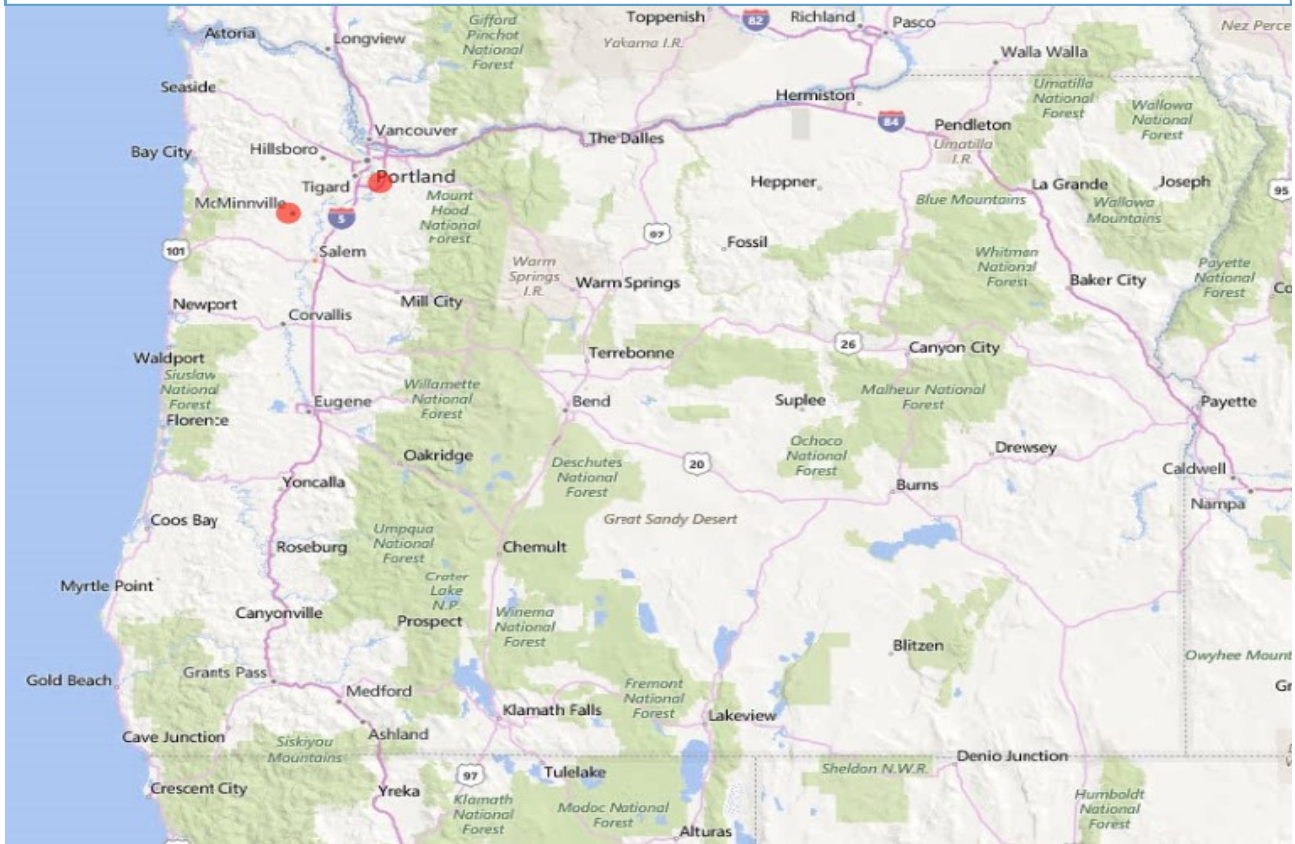 Astoria
Longview
Gifford
Pinchot
National
Forest
Toppenish
Yakama I.R.
82
Richland
Pasco
Nez Perce
Walla Walla
Seaside
Hermiston
Umatilla
National
Forest
Wallowa
National
Forest
Vancouver
84
Pendleton
Umatilla
I.R.
Bay City
Hillsboro
The Dalles
Tigard
Portland
Heppner
La Grande
Joseph
95
McMinnville
5
Mount
Hood
National
Forest
Blue Mountains
Wallowa
Mountains
101
Salem
97
Fossil
Warm
Springs
I.R.
Warm Springs
Whitman
National
Forest
Baker City
Payette
National
Forest
Co
Newport
Mill City
Corvallis
Waldport
Siuslaw
National
Forest
Terrebonne
26
Canyon City
Willamette
National
Forest
Malheur National
Forest
Florence
Eugene
Bend
Suplee
Payette
Oakridge
Deschutes
National
Forest
20
Ochoco
National
Forest
Drewsey
Caldwell
Yoncalla
Burns
Nampa
Coos Bay
Great Sandy Desert
Roseburg
Umpqua
National
Forest
Chemult
Myrtle Point
Crater
Lake
N.P.
Canyonville
Prospect
Winema
National
Forest
Blitzen
Owyhee Mount
Gold Beach
Grants Pass
Medford
Fremont
National
Forest
Gr
Klamath Falls
Lakeview
Cave Junction
Siskiyou
Mountains
Ashland
Denio Junction
97
Tulelake
Sheldon N.W.R.
Crescent City
Yreka
Klamath
National
Forest
Modoc National
Forest
Humboldt
National
Forest
Alturas